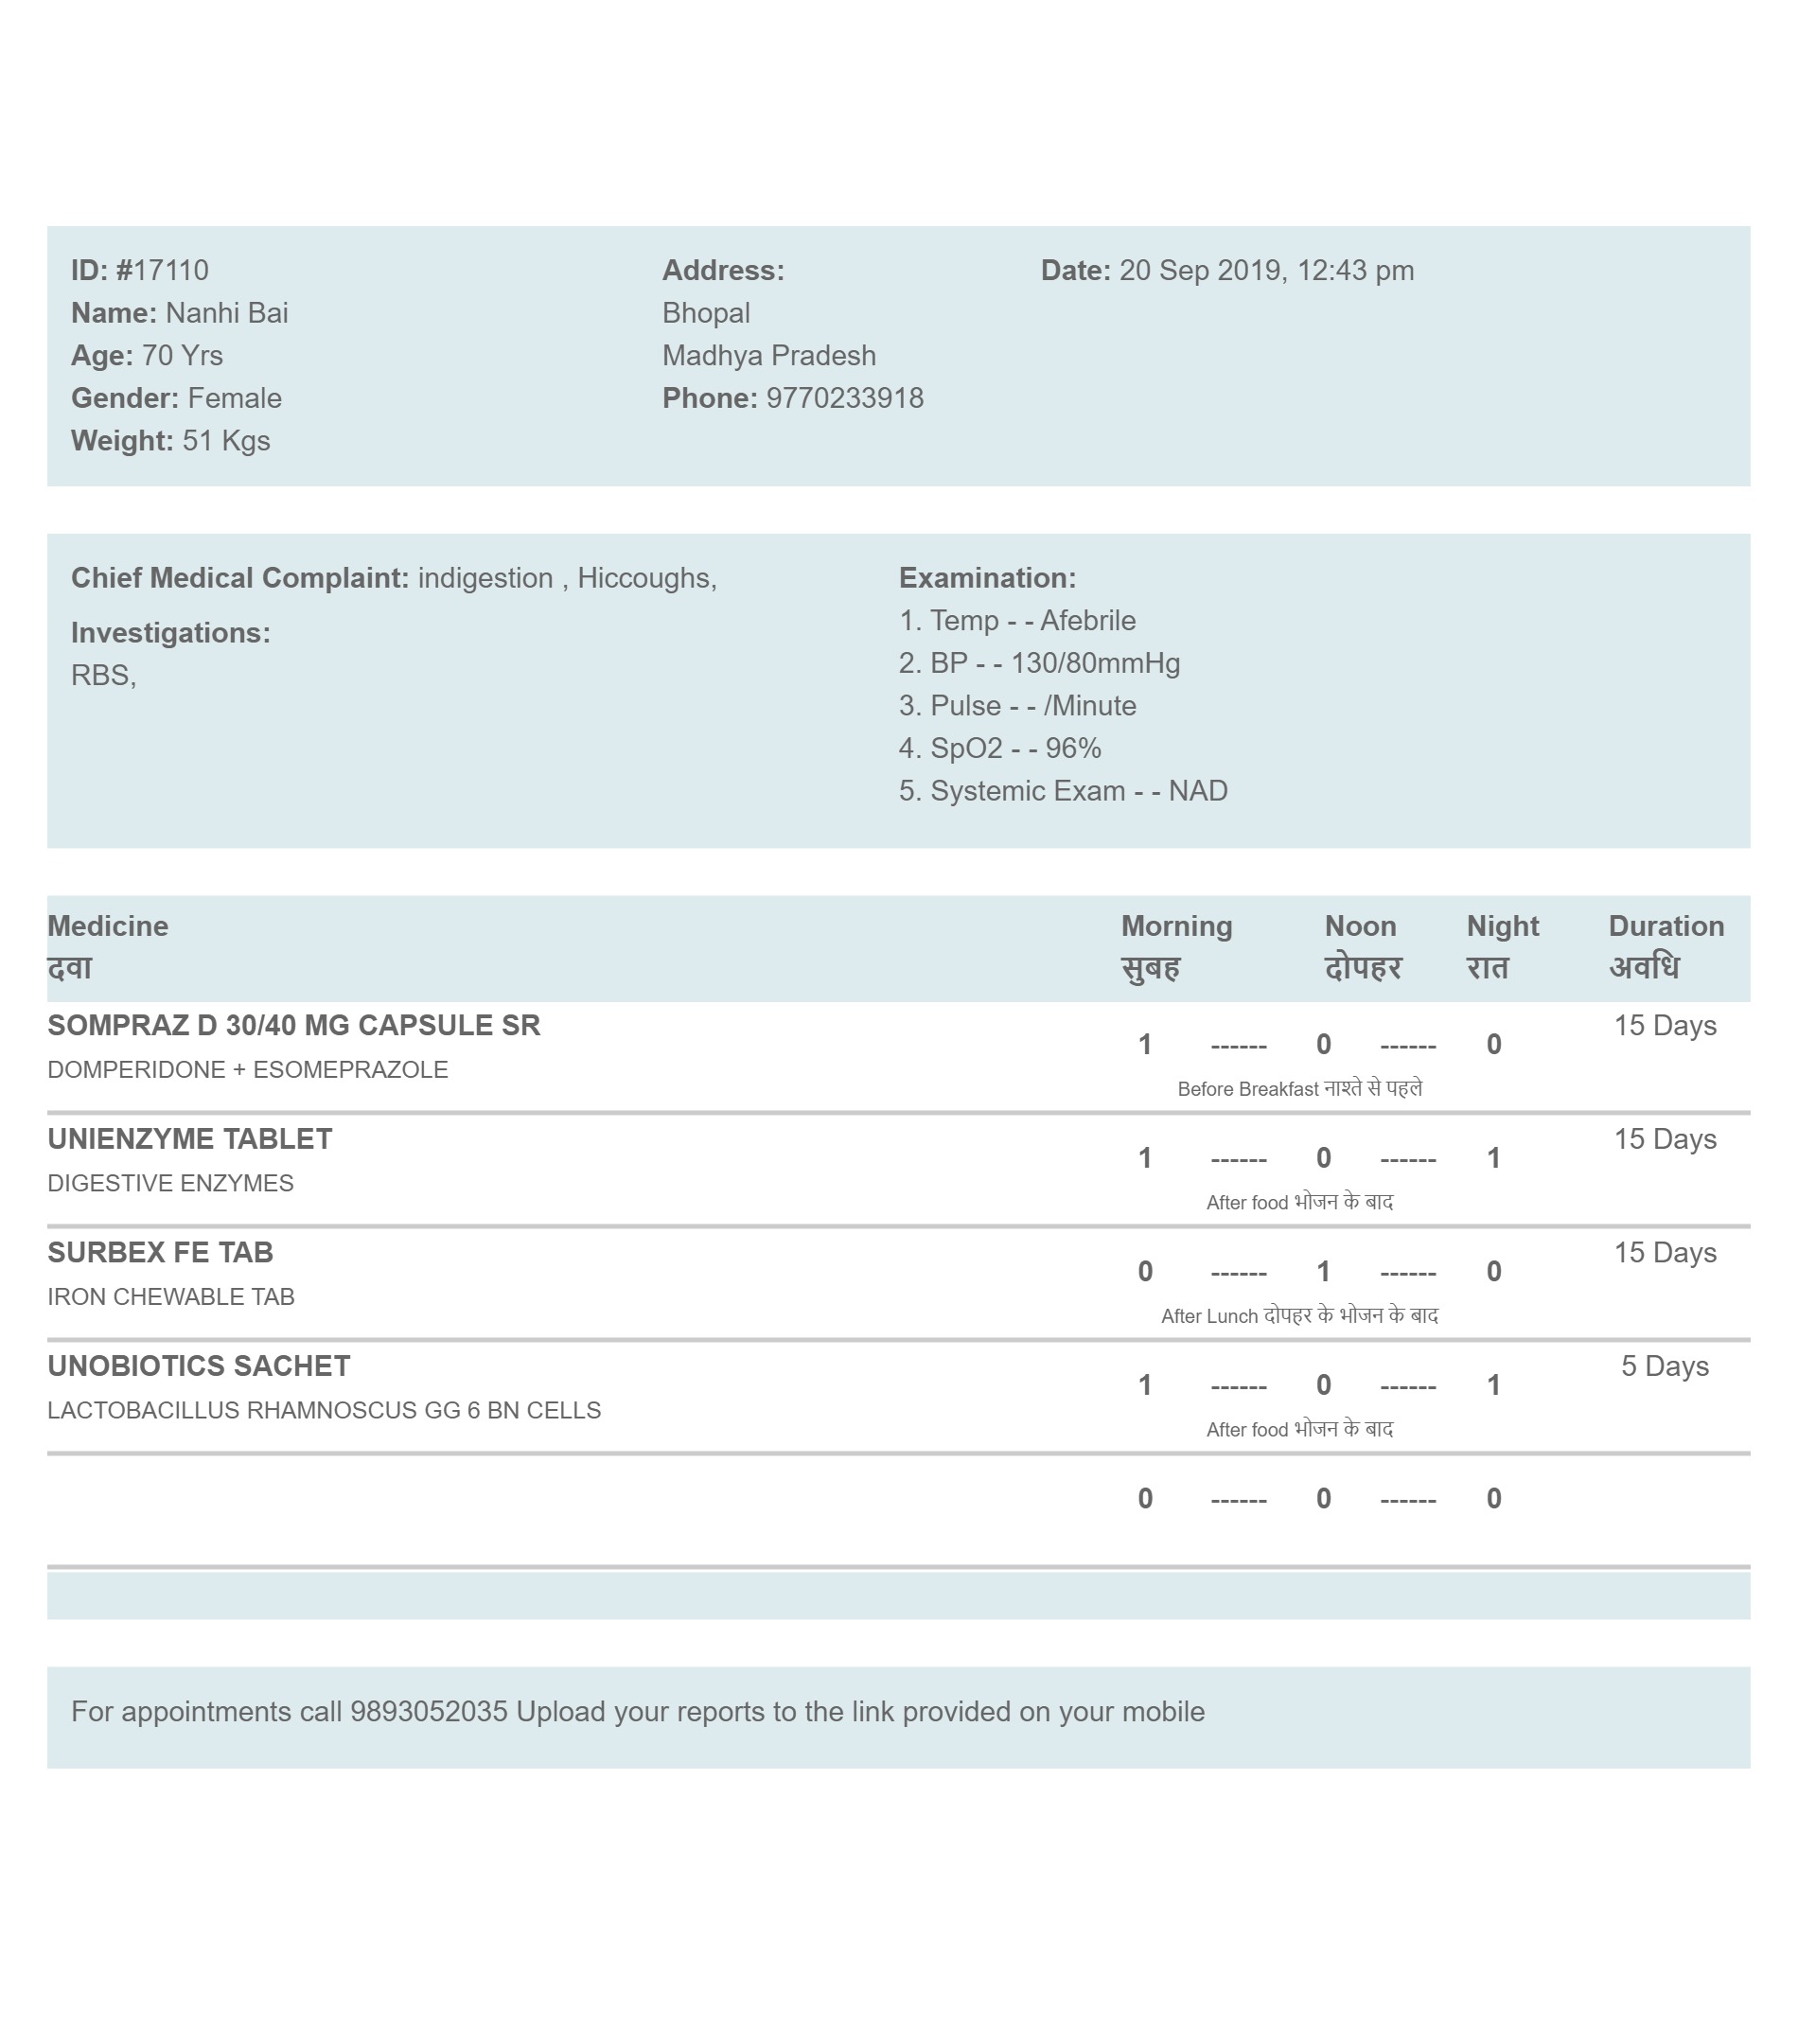 ID: #17110
Name: Nanhi Bai
Age: 70 Yrs
Gender: Female
Weight: 51 Kgs
Address:
Bhopal
Madhya Pradesh
Phone: 9770233918
Date: 20 Sep 2019, 12:43 pm
Chief Medical Complaint: indigestion , Hiccoughs,
Investigations:
RBS,
Examination:
1. Temp - - Afebrile
2. BP - - 130/80mmHg
3. Pulse - - /Minute
4. SpO2 - - 96%
5. Systemic Exam - - NAD
Medicine Morning Noon Night Duration
दवा सुबह दोपहर रात अवधि
SOMPRAZ D 30/40 MG CAPSULE SR 1 ------ 0 ------ 0 15 Days
DOMPERIDONE + ESOMEPRAZOLE
Before Breakfast नाश्ते से पहले
UNIENZYME TABLET 1 ------ 0 ------ 1 15 Days
DIGESTIVE ENZYMES
After food भोजन के बाद
SURBEX FE TAB 0 ------ 1 ------ 0 15 Days
IRON CHEWABLE TAB
After Lunch दोपहर के भोजन के बाद
UNOBIOTICS SACHET 1 ------ 0 ------ 1 5 Days
LACTOBACILLUS RHAMNOSCUS GG 6 BN CELLS
After food भोजन के बाद
0 ------ 0 ------ 0
For appointments call 9893052035 Upload your reports to the link provided on your mobile